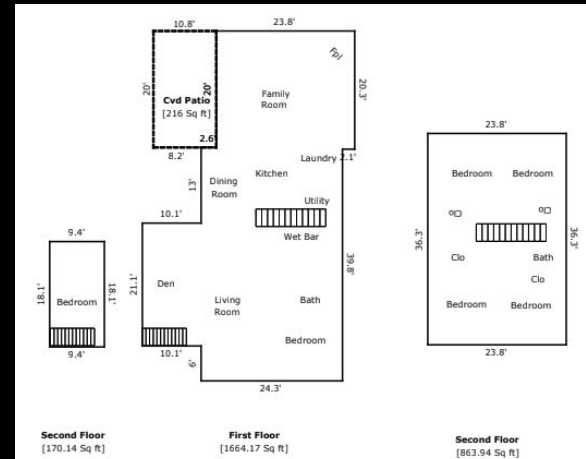 10.8'
23.8'
Fpl
20'
20'
20.3'
Family
Room
Cvd Patio
[216 Sq ft]
2.6'
8.2'
Laundry
2.1'
13'
Kitchen
Dining
Room
Utility
Wet Bar
10.1'
39.8'
21.1'
Den
Living
Room
Bath
Bedroom
10.1'
6'
24.3'
9.4'
18.1'
18.1'
Bedroom
9.4'
23.8'
Bedroom
Bedroom
36.3'
36.3'
Clo
Bath
Clo
Bedroom
Bedroom
23.8'
Second Floor
[170.14 Sq ft]
First Floor
[1664.17 Sq ft]
Second Floor
[863.94 Sq ft]